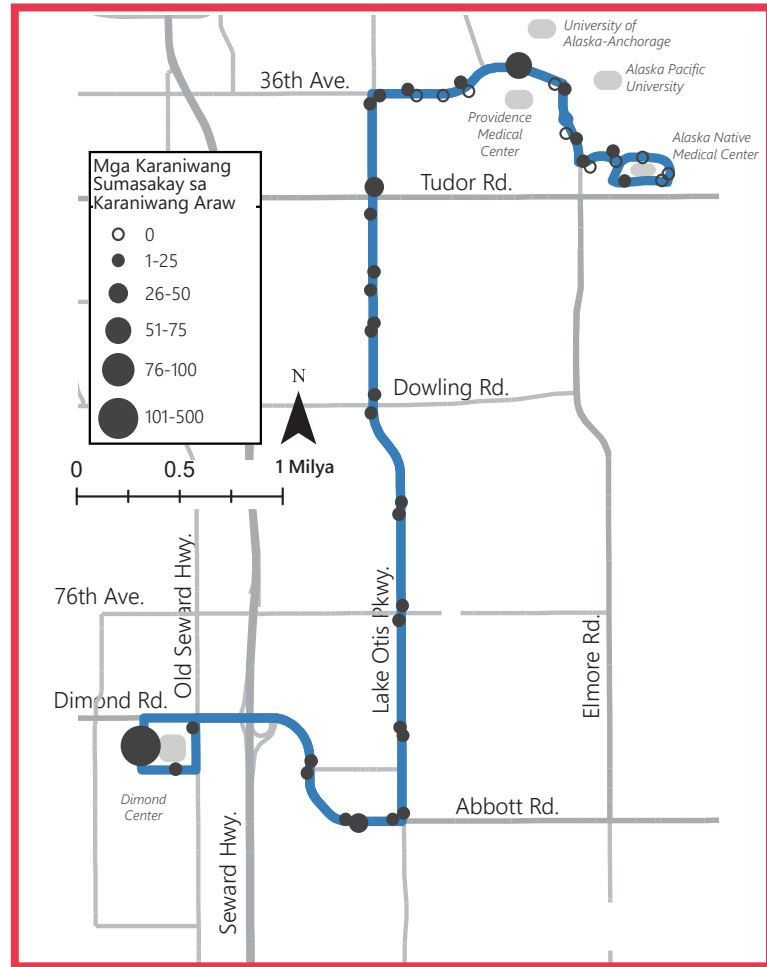 University of
Alaska-Anchorage
36th Ave.
Alaska Pacific
University
Providence
Medical
Center
Alaska Native
Medical Center
Mga Karaniwang
Sumasakay sa
Karaniwang Araw
0
1-25
26-50
51-75
76-100
101-500
Tudor Rd.
N
Dowling Rd.
0
0.5
1 Milya
76th Ave.
Old Seward Hwy.
Lake Otis Pkwy.
Elmore Rd.
Dimond Rd.
Dimond
Center
Seward Hwy.
Abbott Rd.